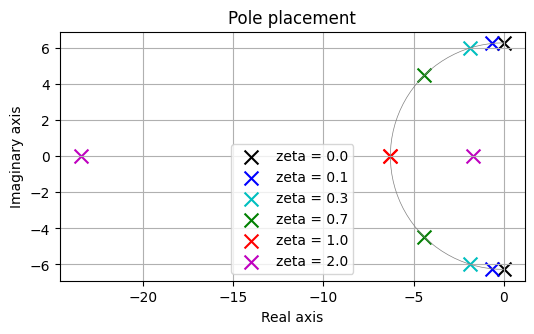 Pole placement
Imaginary axis
6
4
2
0
−2
−4
−6
zeta = 0.0
zeta = 0.1
zeta = 0.3
zeta = 0.7
zeta = 1.0
zeta = 2.0
−20
−15
−10
−5
0
Real axis